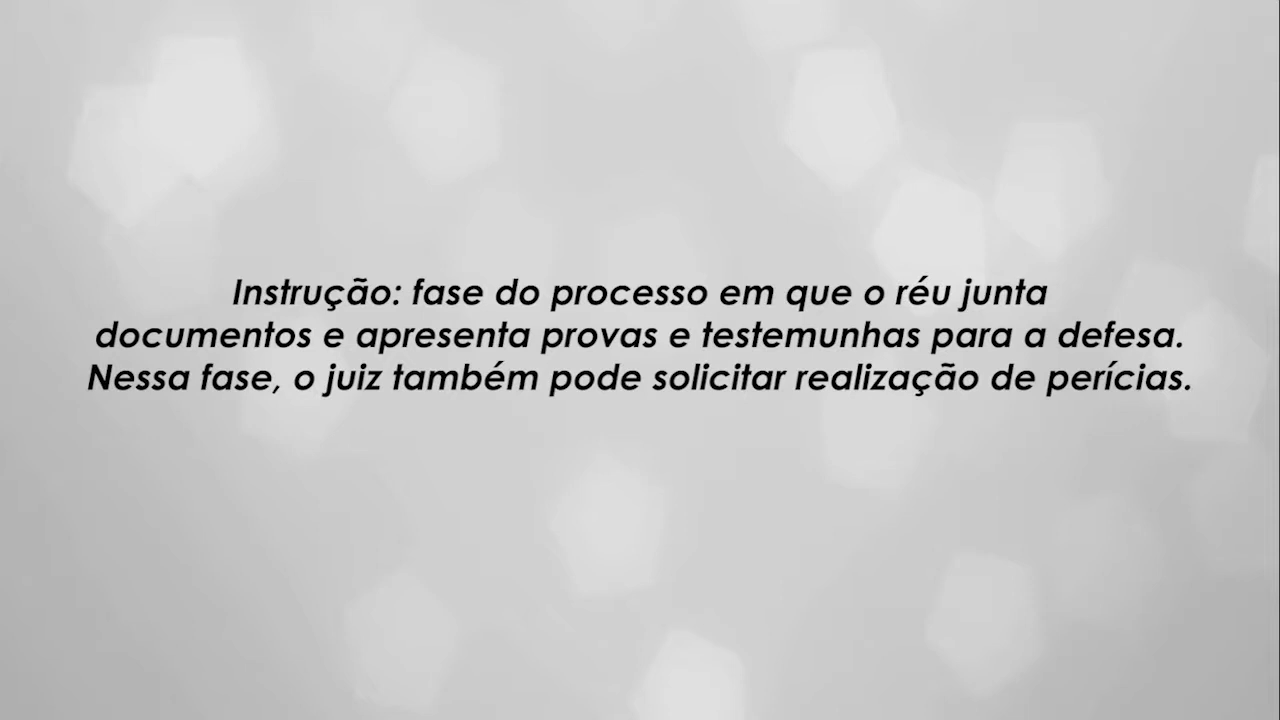 Instrução: fase do processo em que o réu junta
documentos e apresenta provas e testemunhas para a defesa.
Nessa fase, o juiz também pode solicitar realização de perícias.